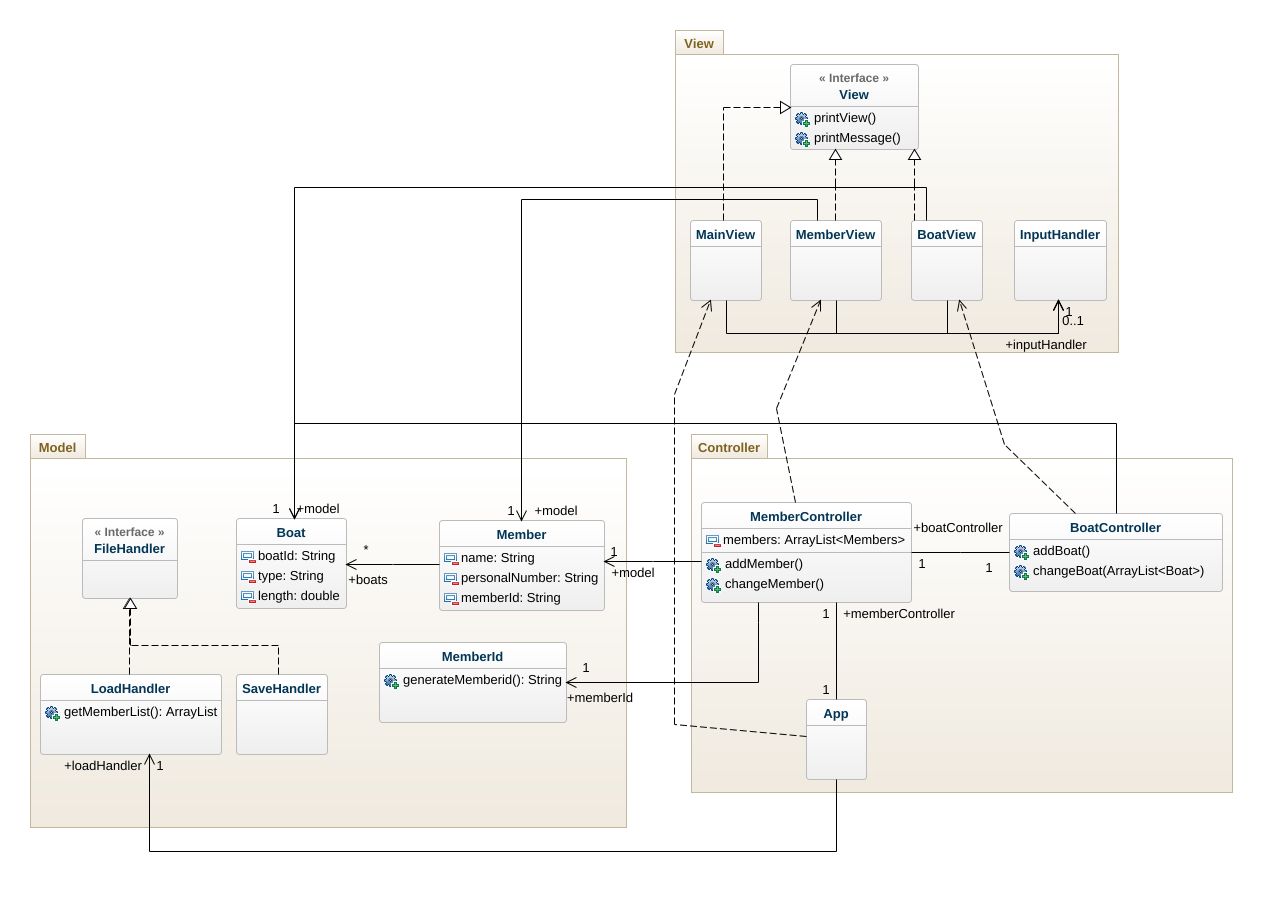 View
« Interface »
View
printView()
printMessage()
MainView
MemberView
BoatView
InputHandler
1
0..1
+inputHandler
Model
Controller
1
+model
1
+model
« Interface »
FileHandler
Boat
boatId: String
type: String
length: double
*
+boats
Member
name: String
personalNumber: String
memberId: String
1
+model
MemberController
members: ArrayList<Members>
addMember()
changeMember()
+boatController
1
1
BoatController
addBoat()
changeBoat(ArrayList<Boat>)
1
+memberController
MemberId
generateMemberid(): String
1
+memberId
LoadHandler
getMemberList(): ArrayList
SaveHandler
1
App
+loadHandler
1